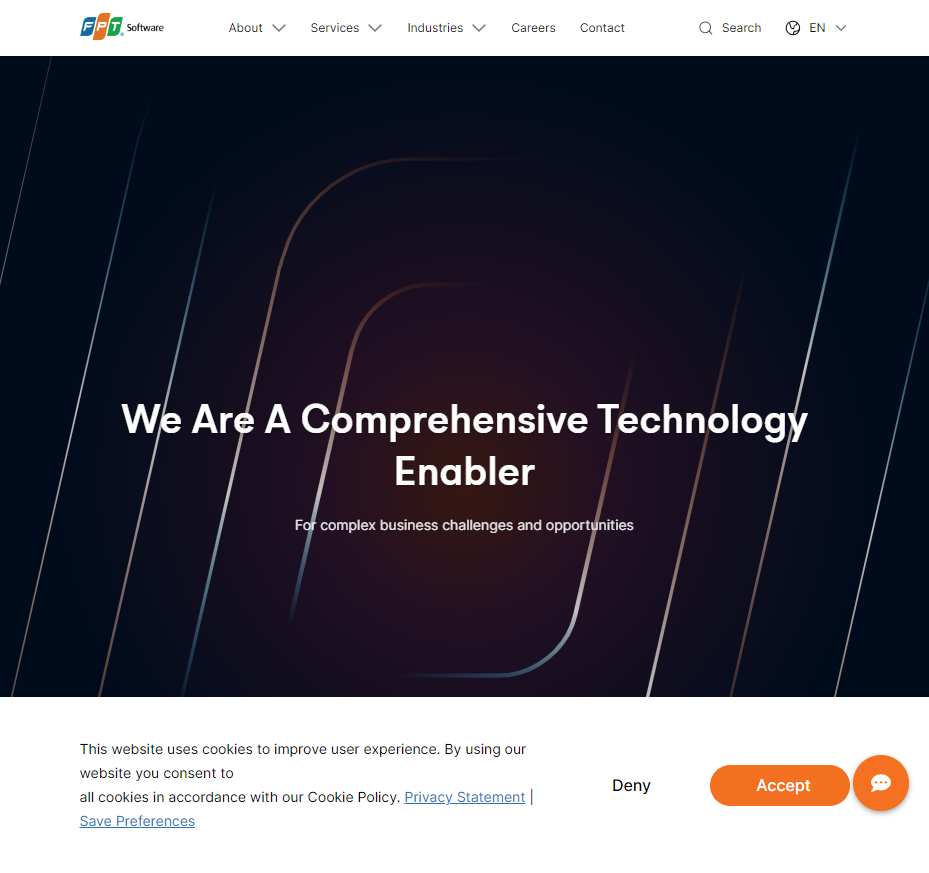 FPT Software
About
Services
Industries
Careers
Contact
Search
EN
We Are A Comprehensive Technology
Enabler
For complex business challenges and opportunities
This website uses cookies to improve user experience. By using our
website you consent to
all cookies in accordance with our Cookie Policy. Privacy Statement |
Save Preferences
Deny
Accept